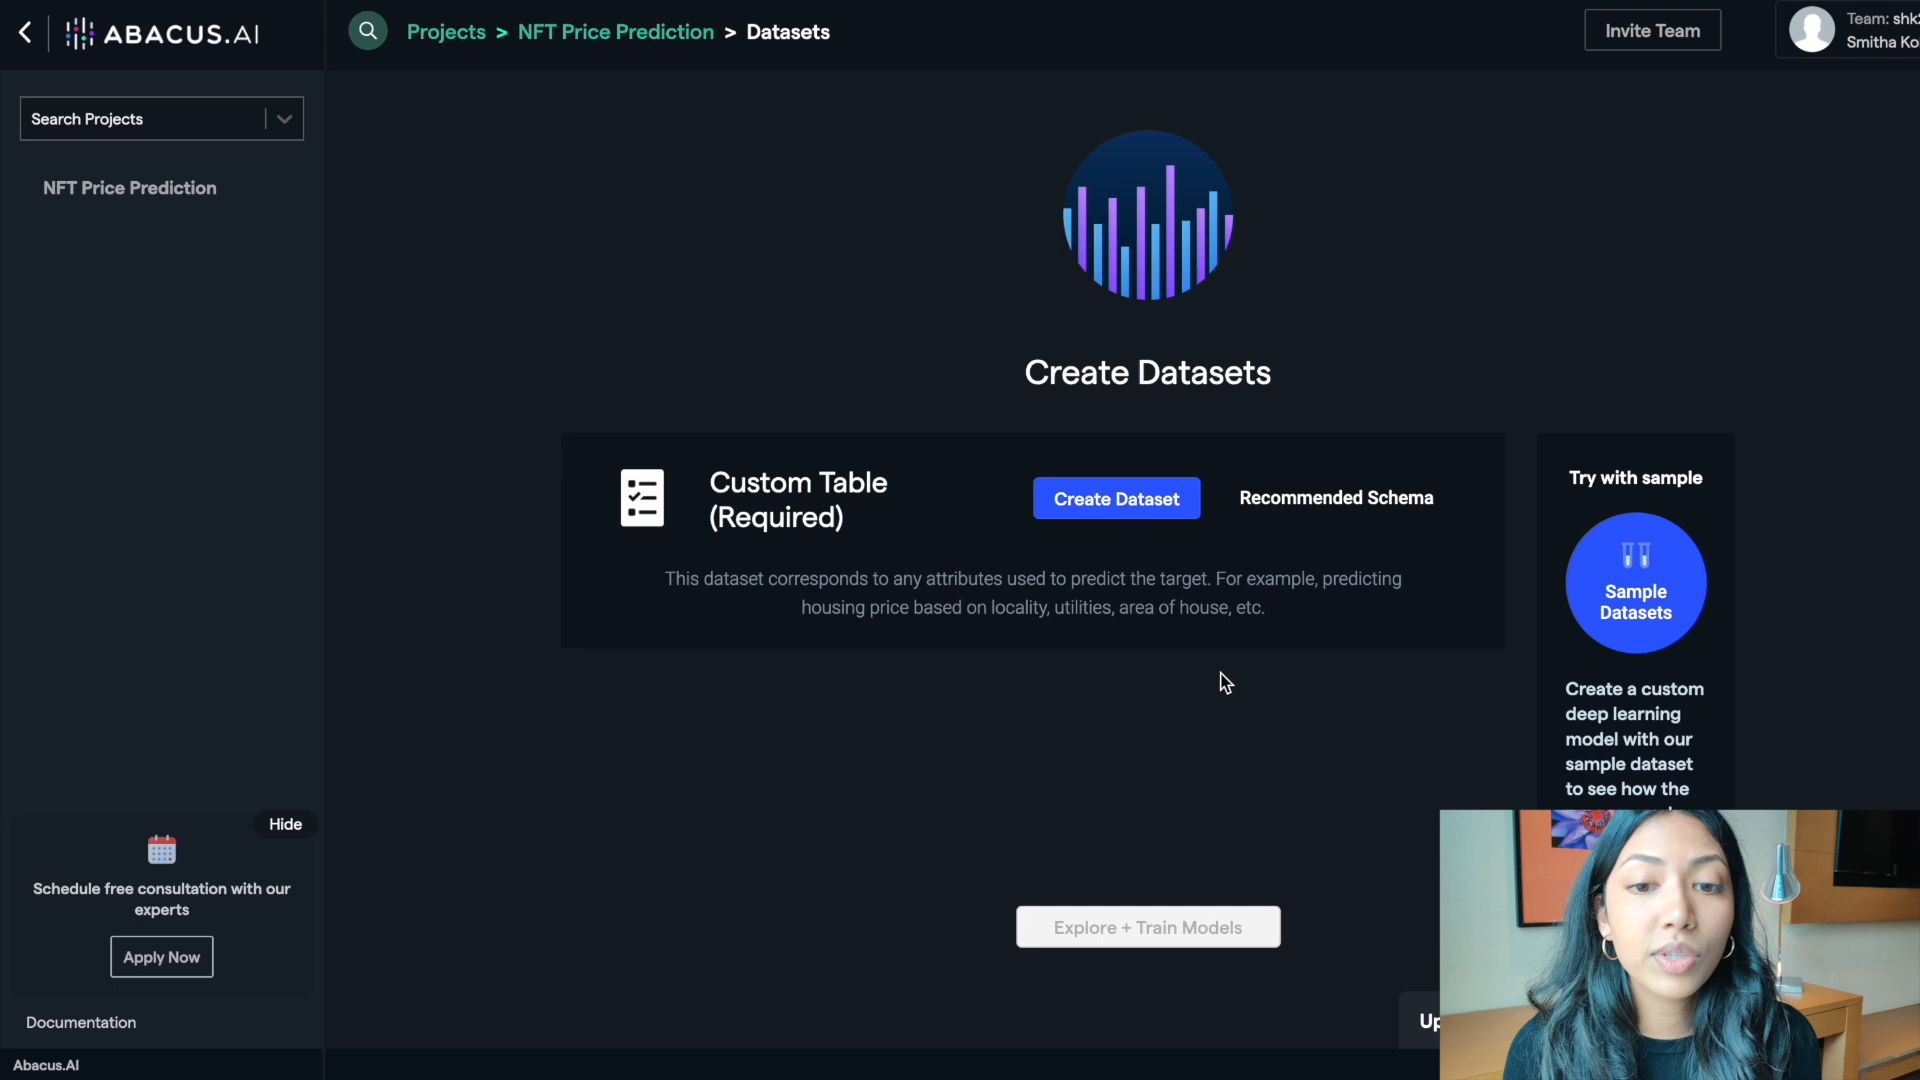 ABACUS.AI
Projects > NFT Price Prediction > Datasets
Invite Team
Team:
Smitha
Search Projects
NFT Price Prediction
Create Datasets
Custom Table
(Required)
Create Dataset
Recommended Schema
This dataset corresponds to any attributes used to predict the target. For example, predicting
housing price based on locality, utilities, area of house, etc.
Try with sample
Sample
Datasets
Create a custom
deep learning
model with our
sample dataset
to see how the
Hide
Schedule free consultation with our
experts
Apply Now
Explore + Train Models
Documentation
Abacus.AI